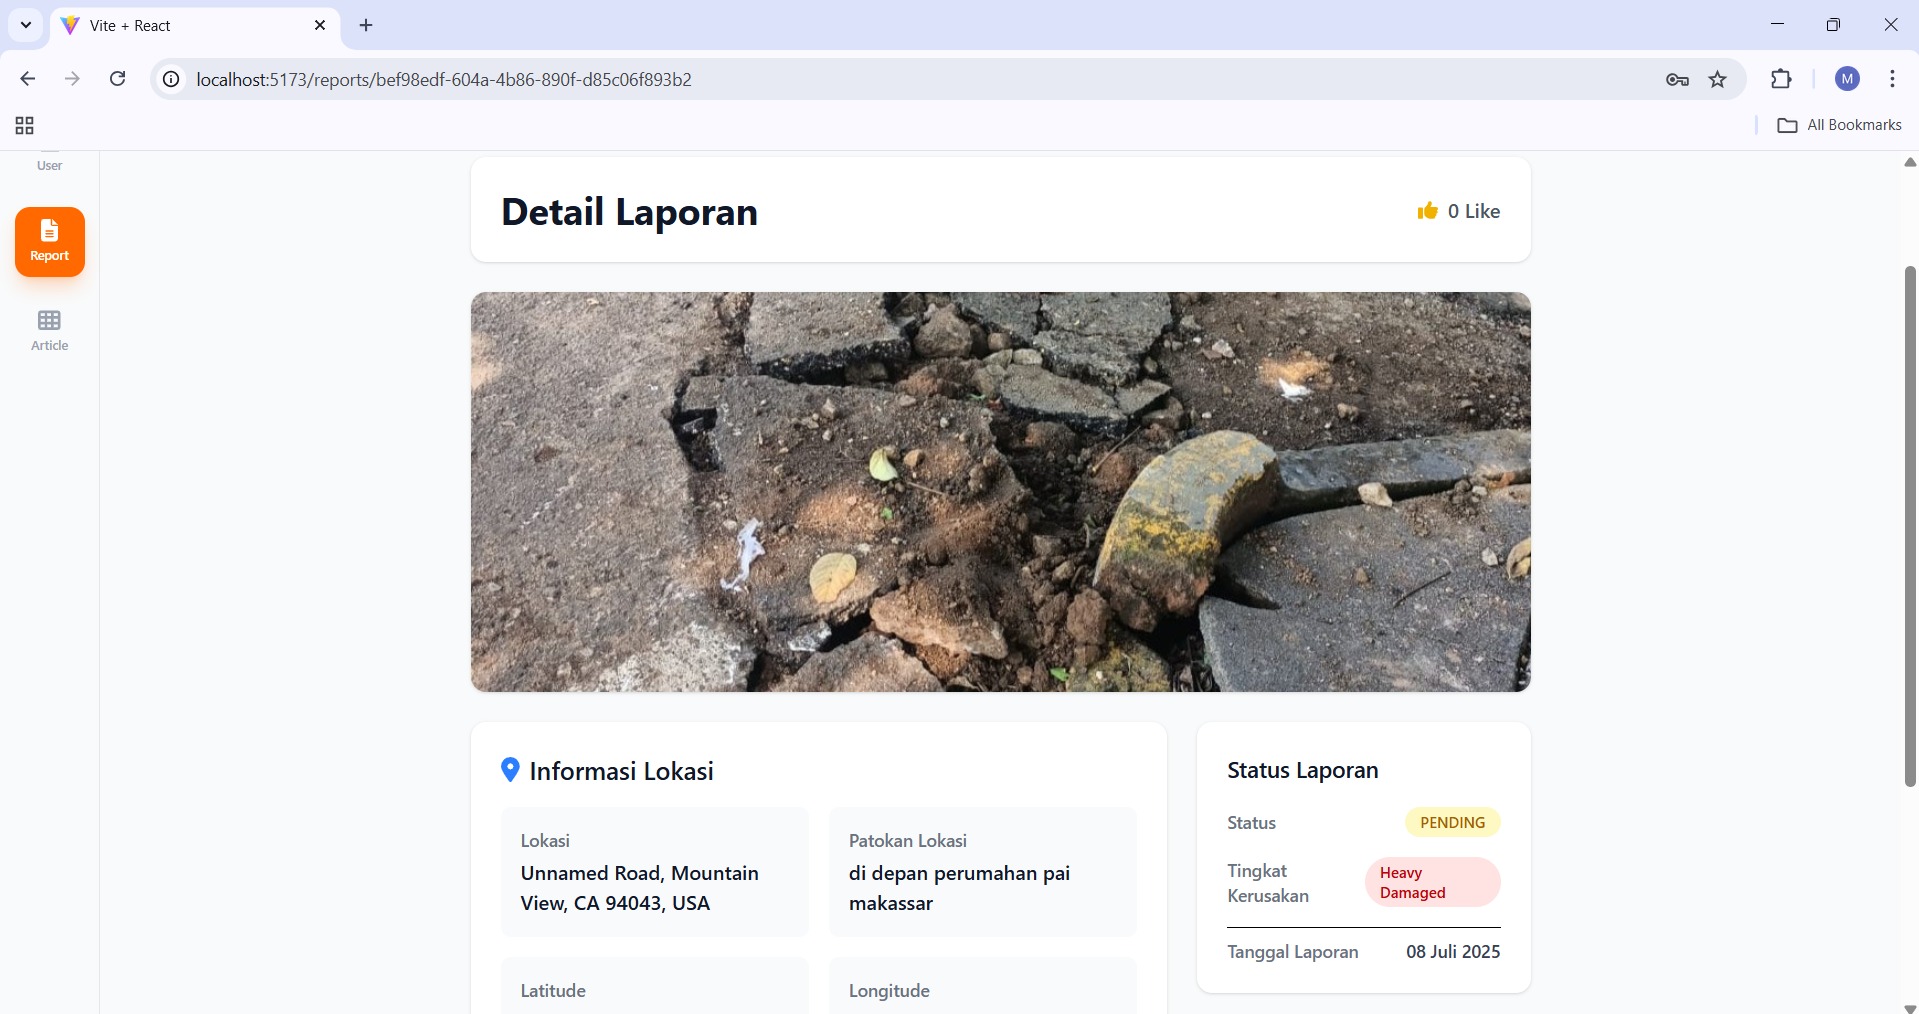 Vite + React
localhost:5173/reports/bef98edf-604a-4b86-890f-d85c06f893b2
M
All Bookmarks
User
Report
Article
Detail Laporan
0 Like
Informasi Lokasi
Lokasi
Unnamed Road, Mountain
View, CA 94043, USA
Patokan Lokasi
di depan perumahan pai
makassar
Latitude
Longitude
Status Laporan
Status
PENDING
Tingkat
Kerusakan
Heavy
Damaged
Tanggal Laporan
08 Juli 2025